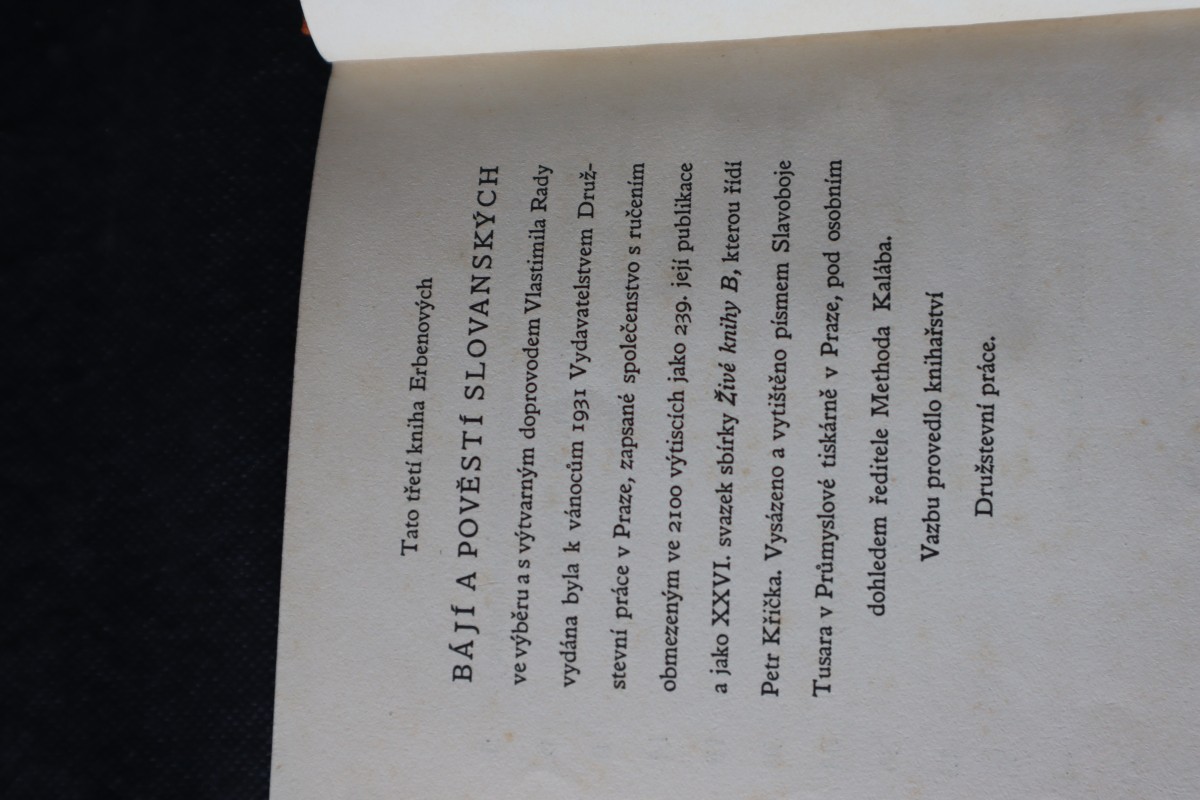 Tato třetí kniha Erbenových
BÁJÍ A POVĚSTÍ SLOVANSKÝCH
ve výběru a s výtvarným doprovodem Vlastimila Rady
vydána byla k vánocům 1931 Vydavatelstvem Druž-
stevní práce v Praze, zapsané společenstvo s ručením
obmezeným ve 2100 výtiscích jako 239. její publikace
a jako XXVI. svazek sbírky Živé knihy B, kterou řídí
Petr Křička. Vysázeno a vytištěno písmem Slavoboje
Tusara v Průmyslové tiskárně v Praze, pod osobním
dohledem ředitele Methoda Kalába.
Vazbu provedlo knihařství
Družstevní práce.